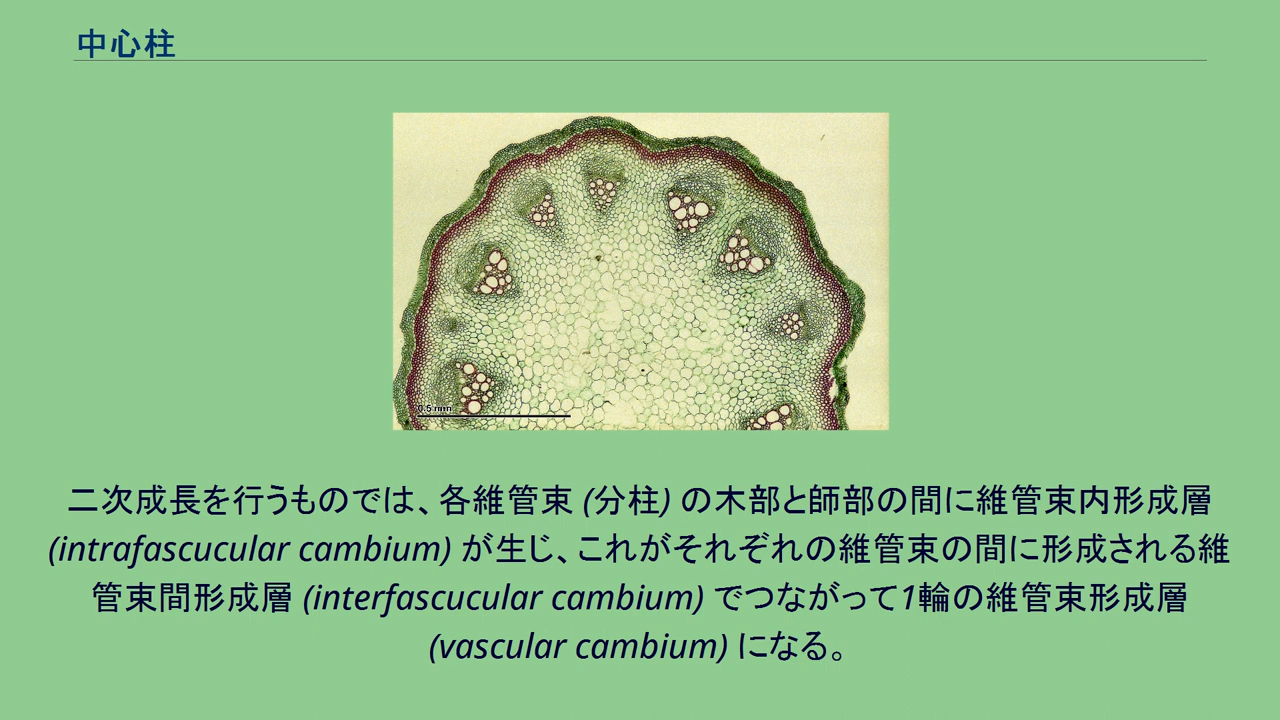 中心柱
0.5 mm
二次成長を行うものでは、各維管束 (分柱) の木部と師部の間に維管束内形成層
(intrafascucular cambium) が生じ、これがそれぞれの維管束の間に形成される維
管束間形成層 (interfascucular cambium) でつながって1輪の維管束形成層
(vascular cambium) になる。